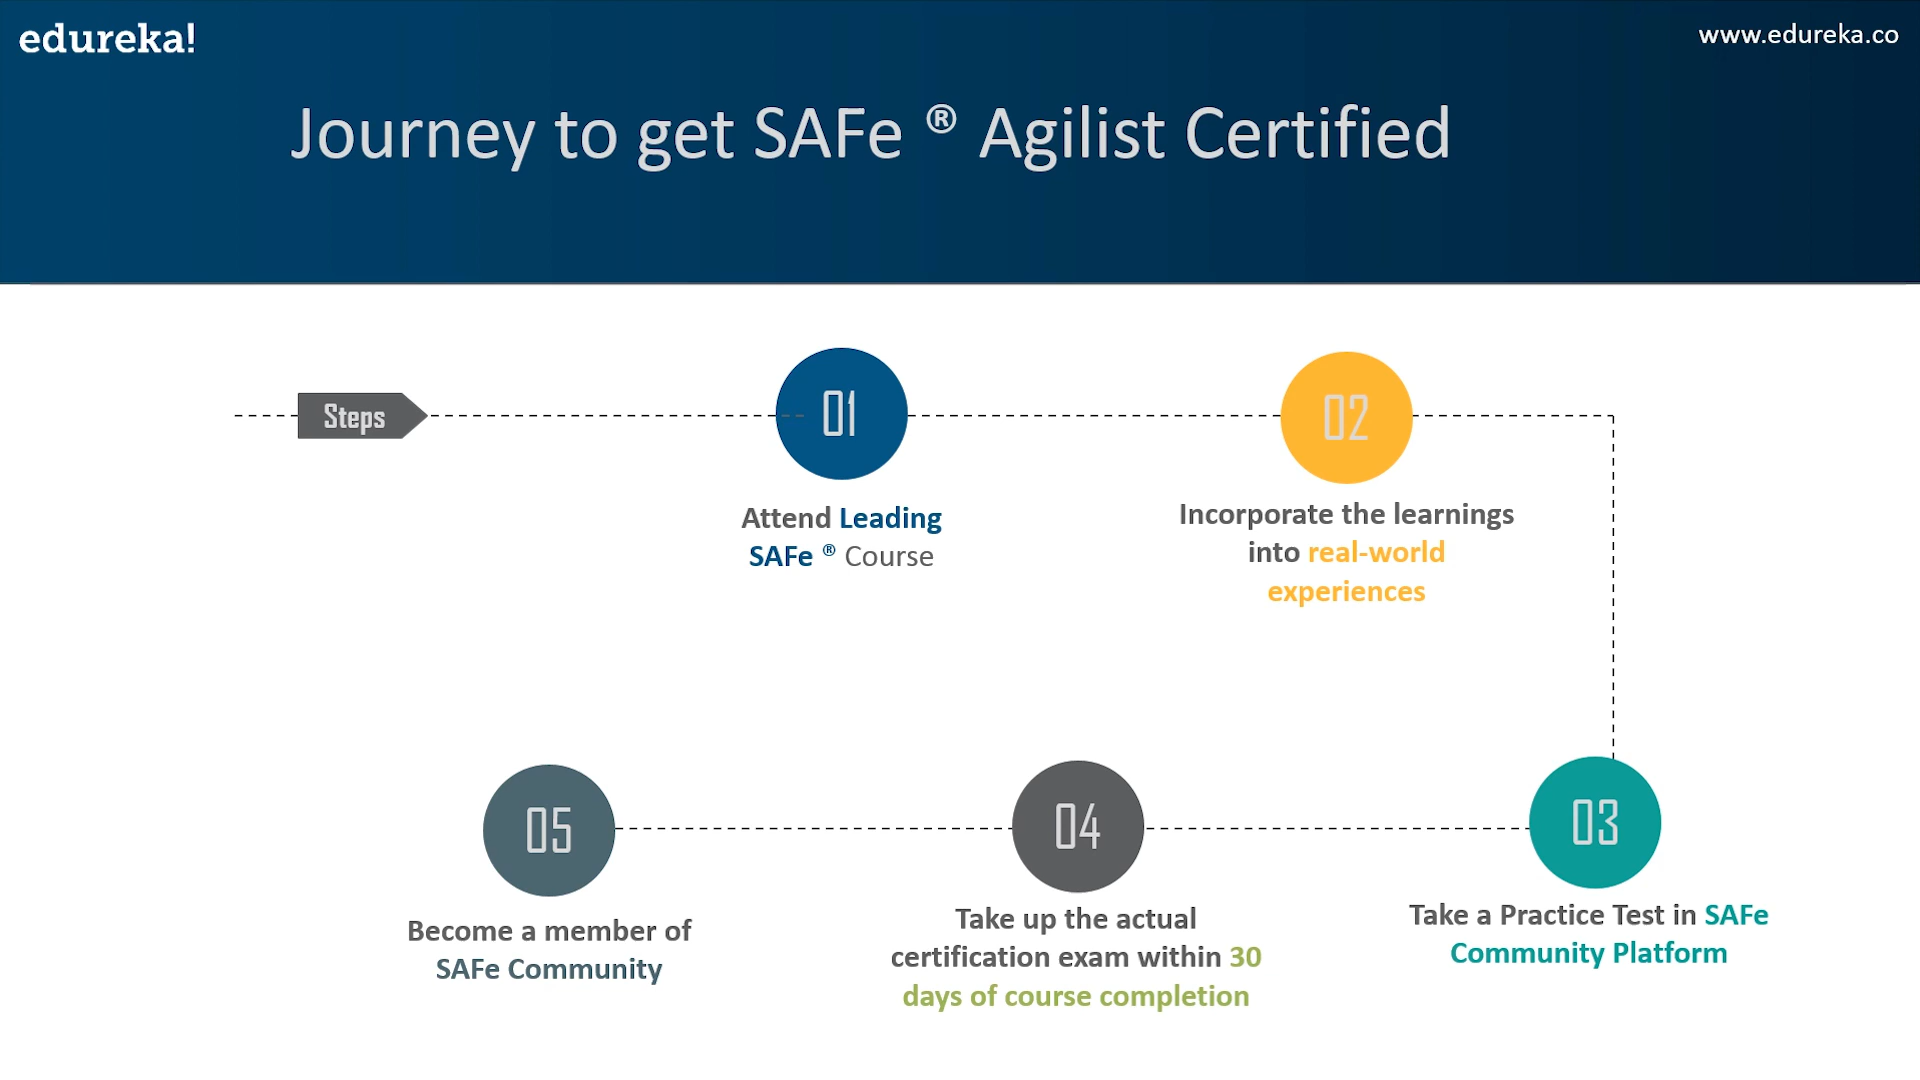 edureka!
www.edureka.co
Journey to get SAFe ® Agilist Certified
Steps
01
Attend Leading
SAFe ® Course
02
Incorporate the learnings
into real-world
experiences
03
Take a Practice Test in SAFe
Community Platform
04
Take up the actual
certification exam within 30
days of course completion
05
Become a member of
SAFe Community